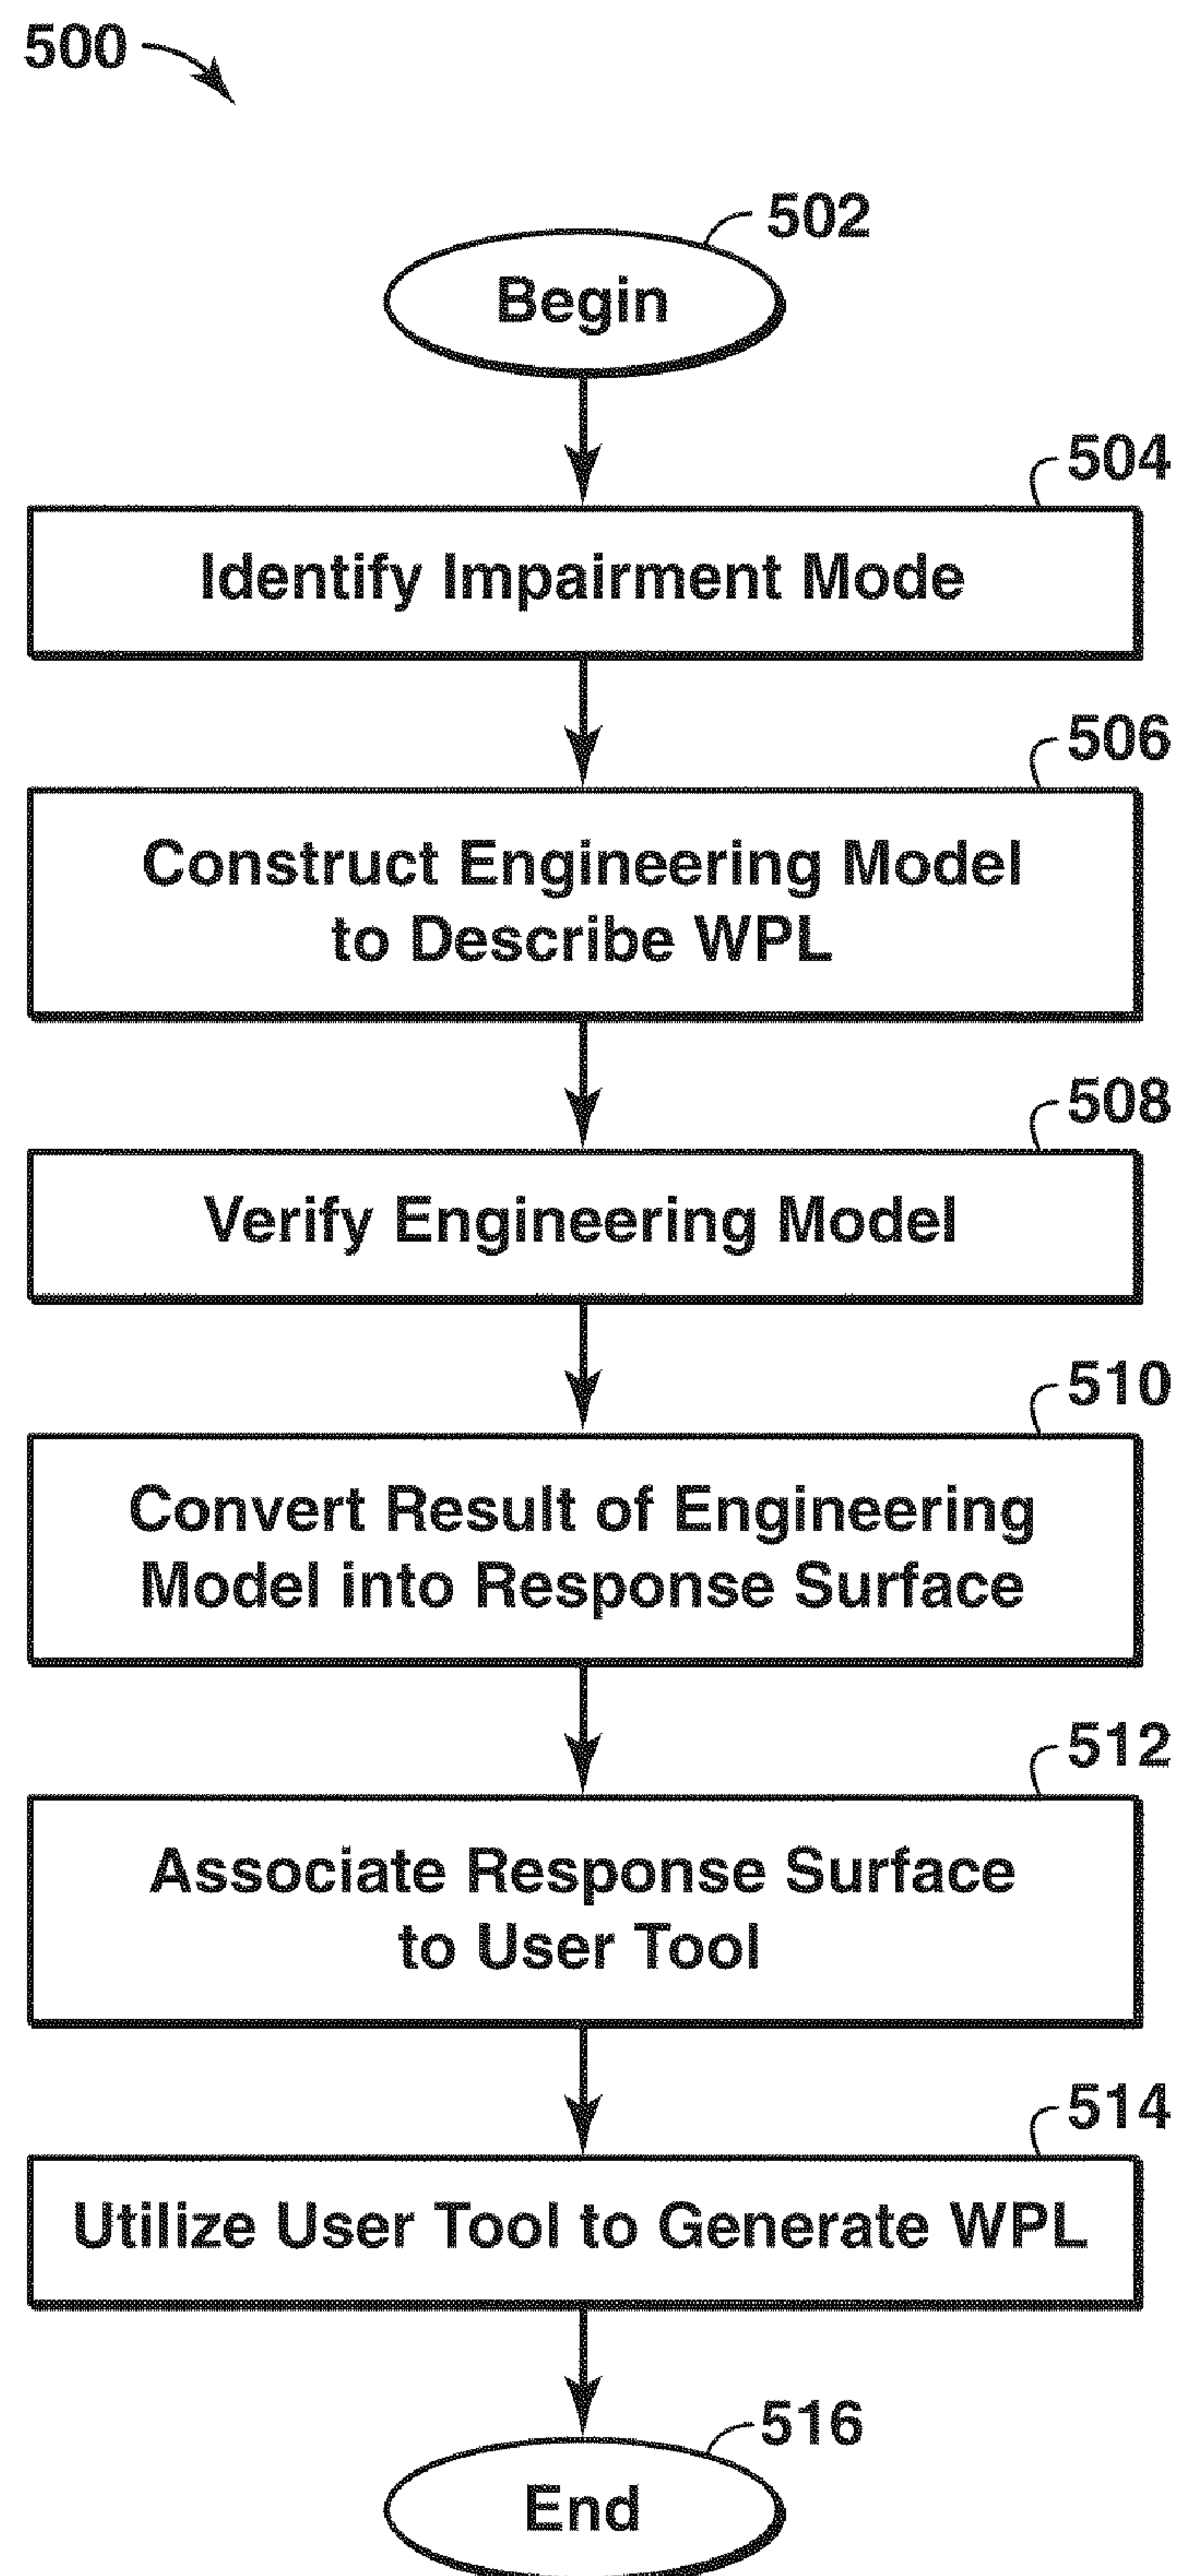 500
502
Begin
504
Identify Impairment Mode
506
Construct Engineering Model
to Describe WPL
508
Verify Engineering Model
510
Convert Result of Engineering
Model into Response Surface
512
Associate Response Surface
to User Tool
514
Utilize User Tool to Generate WPL
516
End